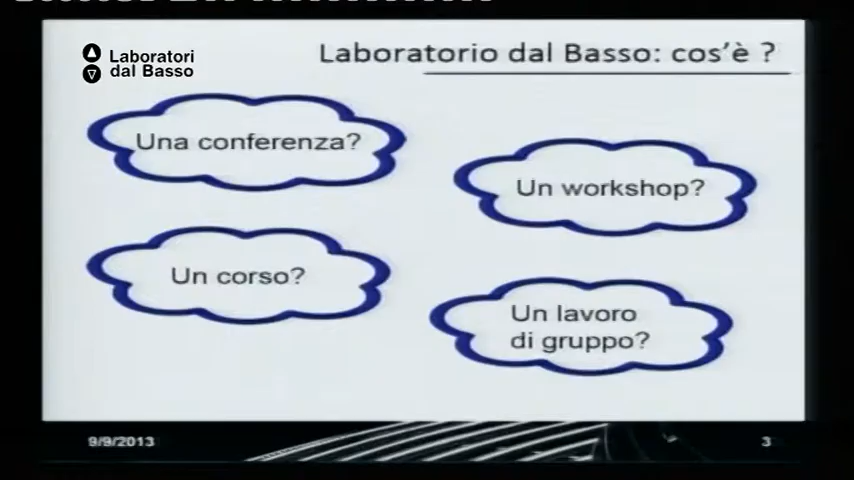 Laboratori
dal Basso
Laboratorio dal Basso: cos'è ?
Una conferenza?
Un workshop?
Un corso?
Un lavoro
di gruppo?
9/9/2013
3